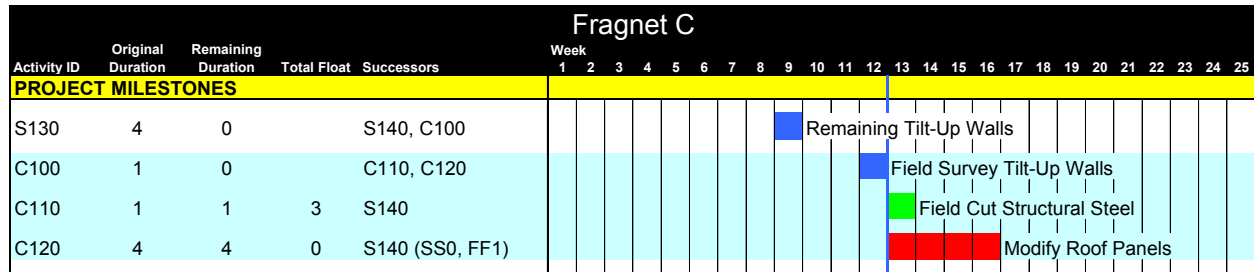 Fragnet C
Original Remaining Week
Activity ID Duration Duration Total Float Successors 1 2 3 4 5 6 7 8 9 10 11 12 13 14 15 16 17 18 19 20 21 22 23 24 25
PROJECT MILESTONES
S130 4 0 S140, C100 Remaining Tilt-Up Walls
C100 1 0 C110, C120 Field Survey Tilt-Up Walls
C110 1 1 3 S140 Field Cut Structural Steel
C120 4 4 0 S140 (SS0, FF1) Modify Roof Panels